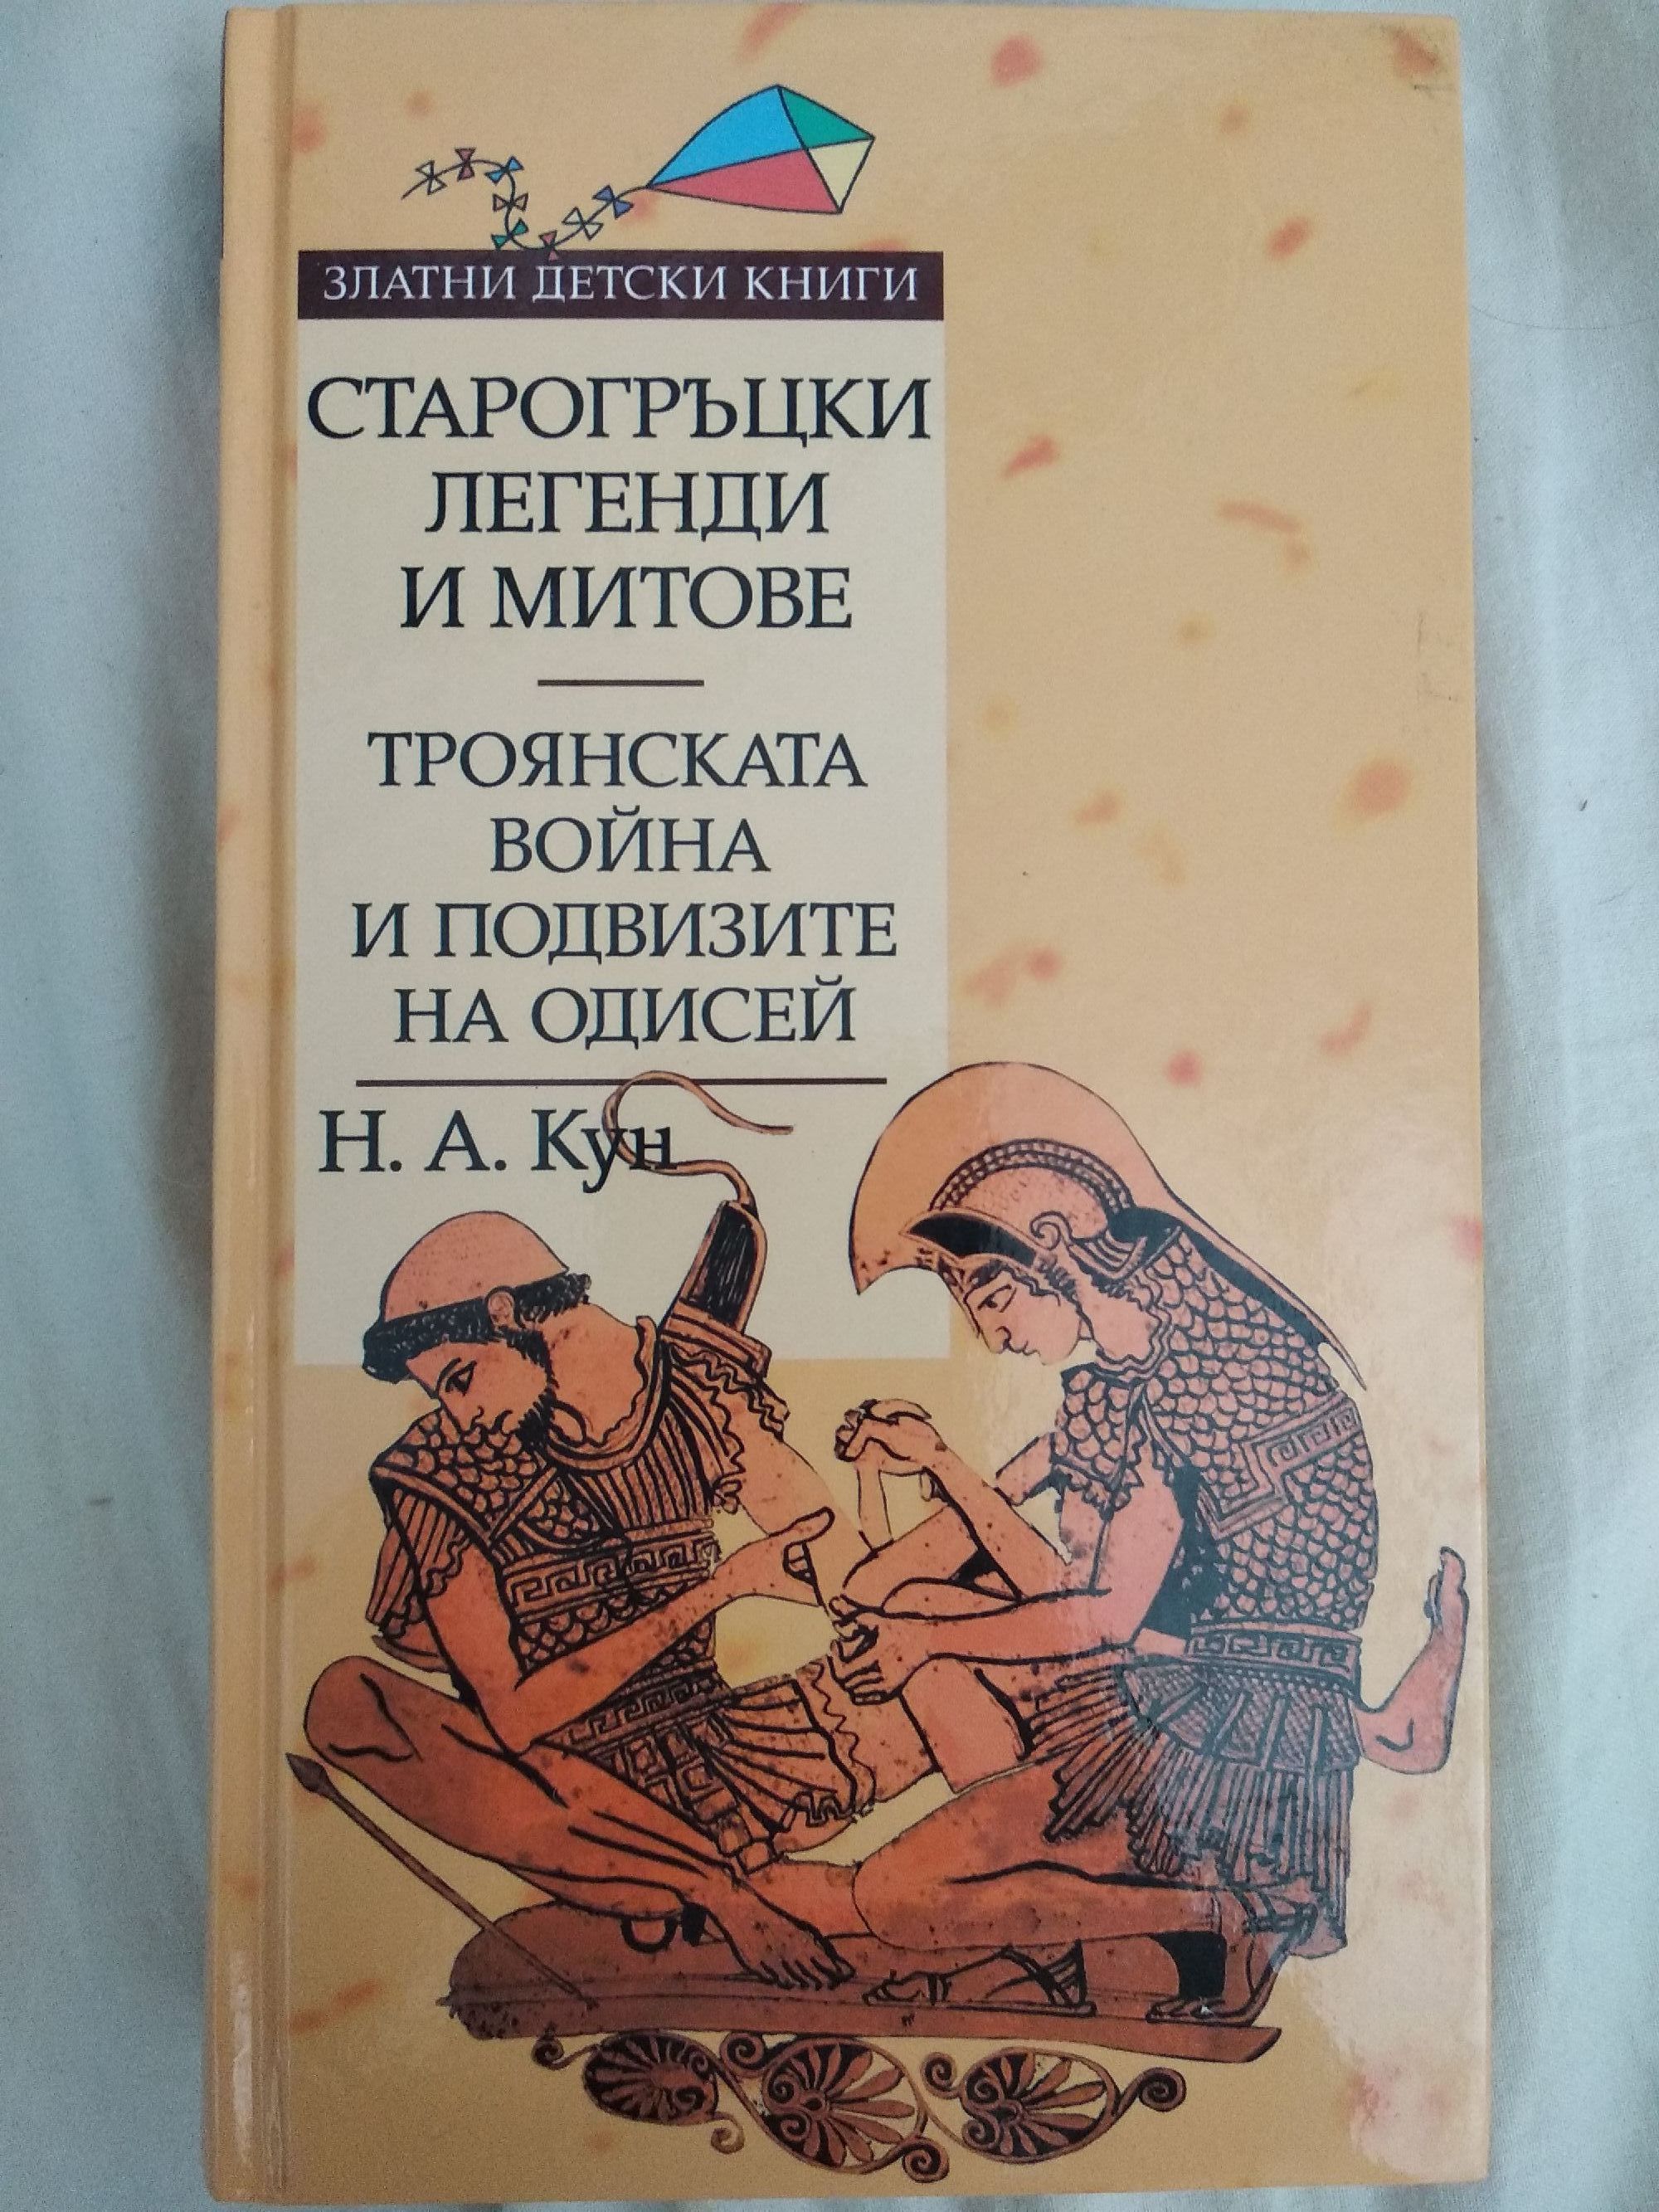 ЗЛАТНИ ДЕТСКИ КНИГИ
СТАРОГРЪЦКИ
ЛЕГЕНДИ
И МИТОВЕ
ТРОЯНСКАТА
ВОЙНА
И ПОДВИЗИТЕ
НА ОДИСЕЙ
Н. А. Кун